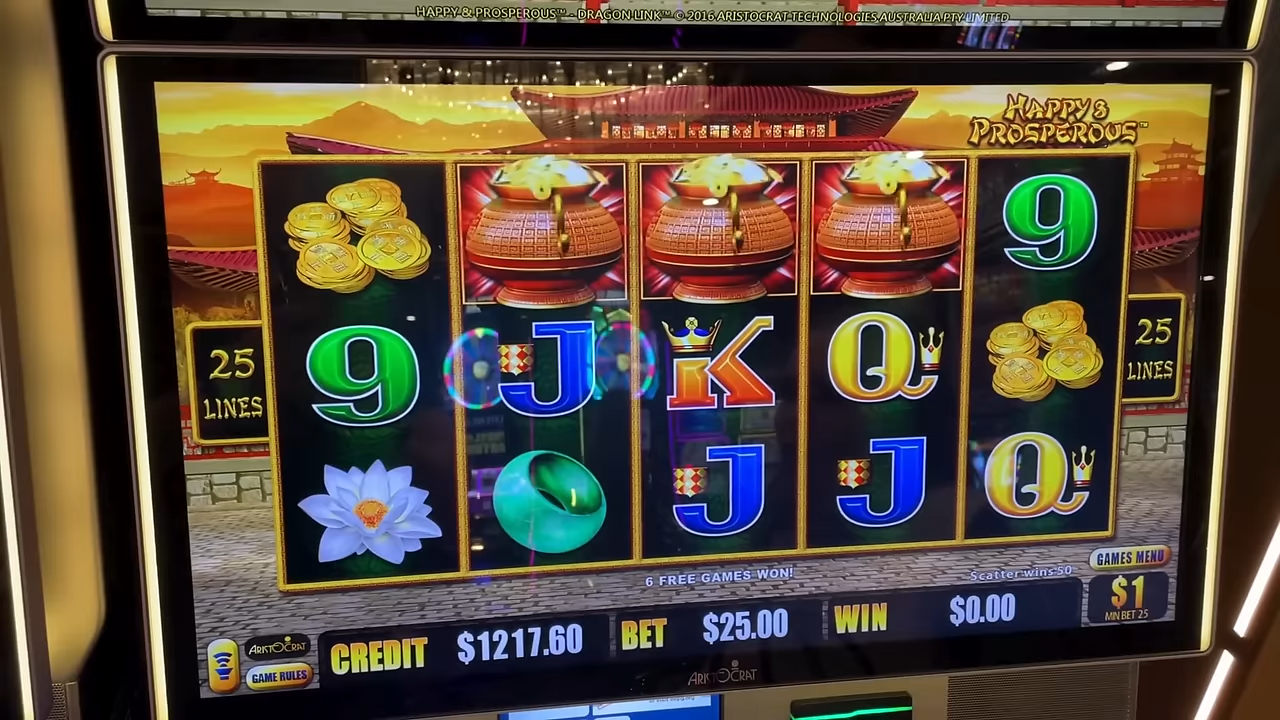 HAPPY & PROSPEROUS™ - DRAGON LINK™ © 2016 ARISTOCRAT TECHNOLOGIES AUSTRALIA PTY LIMITED
HAPPY &
PROSPEROUS™
9
25
LINES
9
J
K
Q
25
LINES
J
J
Q
6 FREE GAMES WON!
Scatter wins 50
GAMES MENU
CREDIT $1217.60
BET $25.00
WIN $0.00
$1
MIN BET 25
ARISTOCRAT
GAME RULES
ARISTOCRAT